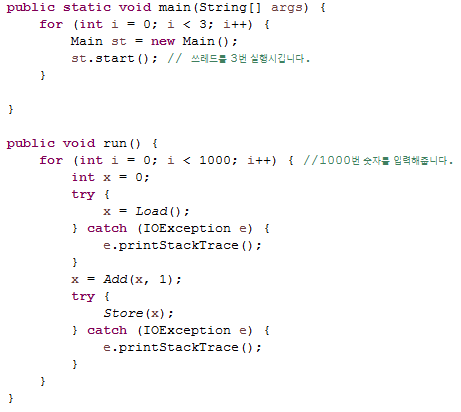 public static void main(String[] args) {
    for (int i = 0; i < 3; i++) {
        Main st = new Main();
        st.start(); // 쓰레드를 3번 실행시킵니다.
    }

}

public void run() {
    for (int i = 0; i < 1000; i++) { //1000번 숫자를 입력해줍니다.
        int x = 0;
        try {
            x = Load();
        } catch (IOException e) {
            e.printStackTrace();
        }
        x = Add(x, 1);
        try {
            Store(x);
        } catch (IOException e) {
            e.printStackTrace();
        }
    }
}